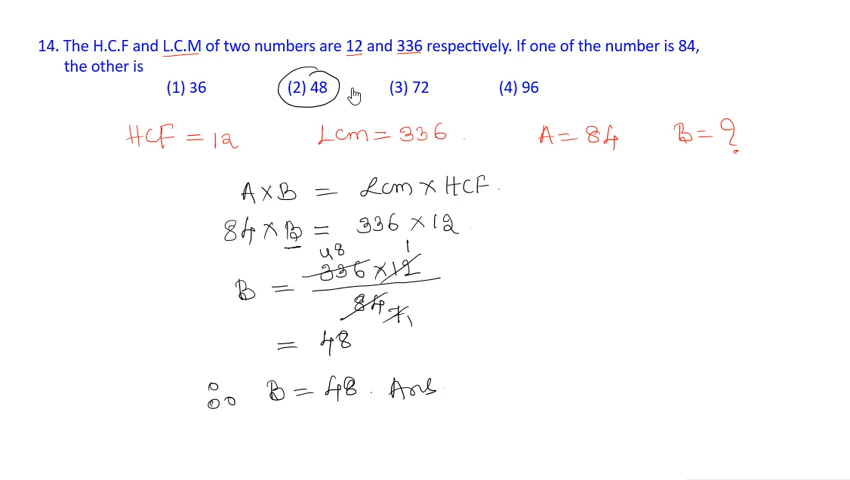 14. The H.C.F and L.C.M of two numbers are 12 and 336 respectively. If one of the number is 84,
the other is
(1) 36 (2) 48 (3) 72 (4) 96
HCF = 12 Lcm = 336 A = 84 B = ?
A × B = Lcm × HCF
84 × B = 336 × 12
48 1
336 × 12
B =
84 7 1
= 48
∴ B = 48. Ans